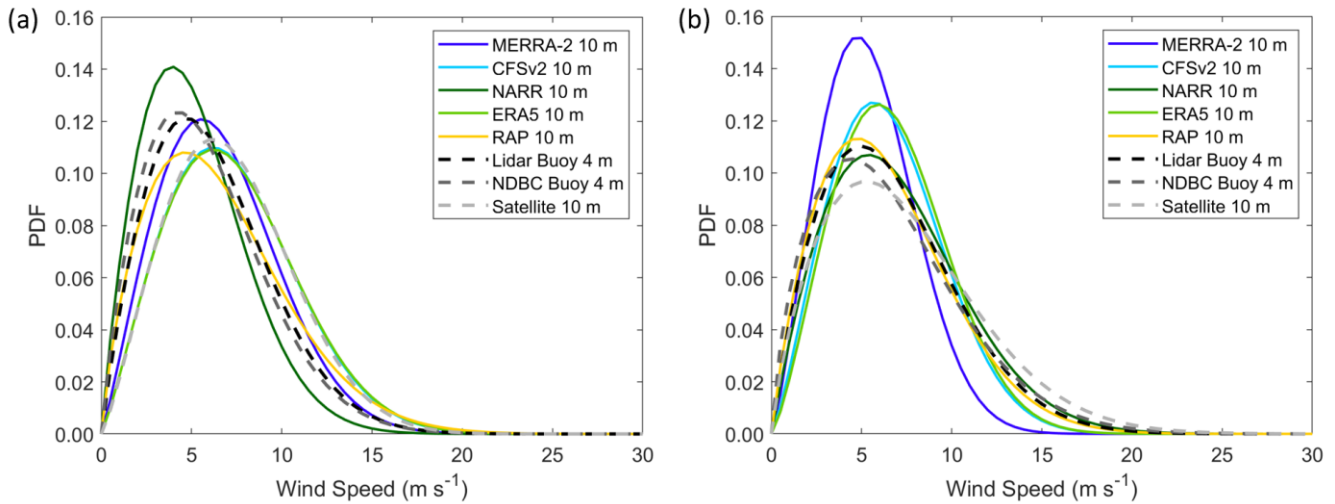 (a)
0.16
0.14
0.12
0.10
0.08
0.06
0.04
0.02
0.00
PDF
0 5 10 15 20 25 30
Wind Speed (m s⁻¹)
MERRA-2 10 m
CFSv2 10 m
NARR 10 m
ERA5 10 m
RAP 10 m
Lidar Buoy 4 m
NDBC Buoy 4 m
Satellite 10 m
(b)
0.16
0.14
0.12
0.10
0.08
0.06
0.04
0.02
0.00
PDF
0 5 10 15 20 25 30
Wind Speed (m s⁻¹)
MERRA-2 10 m
CFSv2 10 m
NARR 10 m
ERA5 10 m
RAP 10 m
Lidar Buoy 4 m
NDBC Buoy 4 m
Satellite 10 m